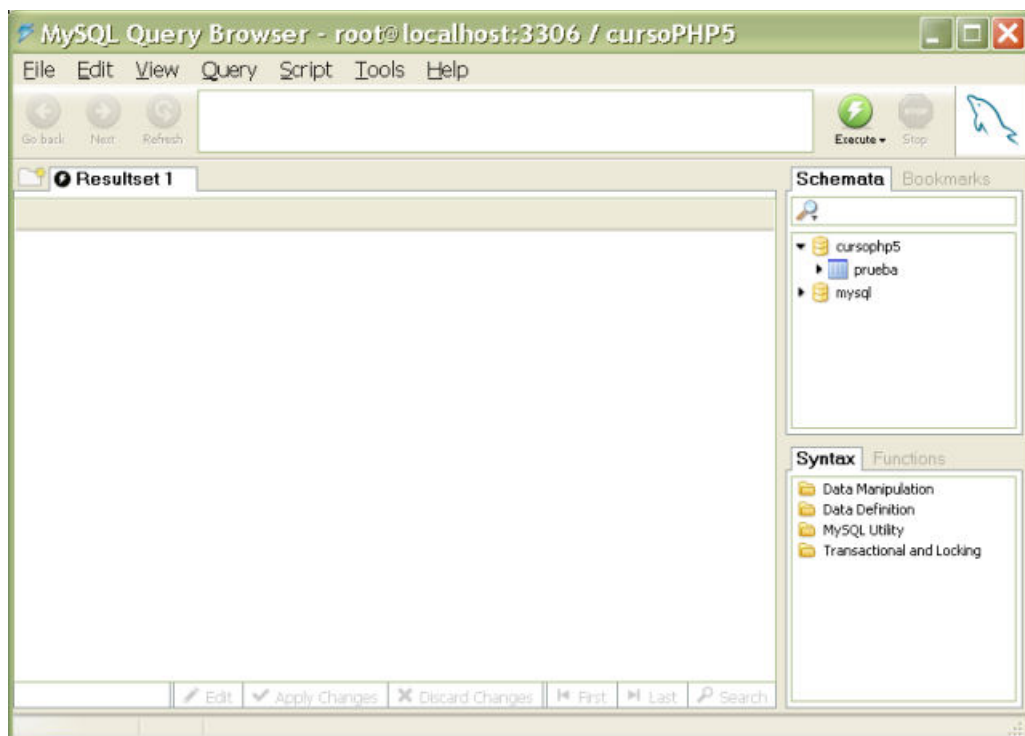 MySQL Query Browser - root@localhost:3306 / cursoPHP5
File Edit View Query Script Tools Help
Go back Next Refresh Execute Stop
Resultset 1
Schemata Bookmarks
cursophp5
prueba
mysql
Syntax Functions
Data Manipulation
Data Definition
MySQL Utility
Transactional and Locking
Edit Apply Changes Discard Changes First Last Search